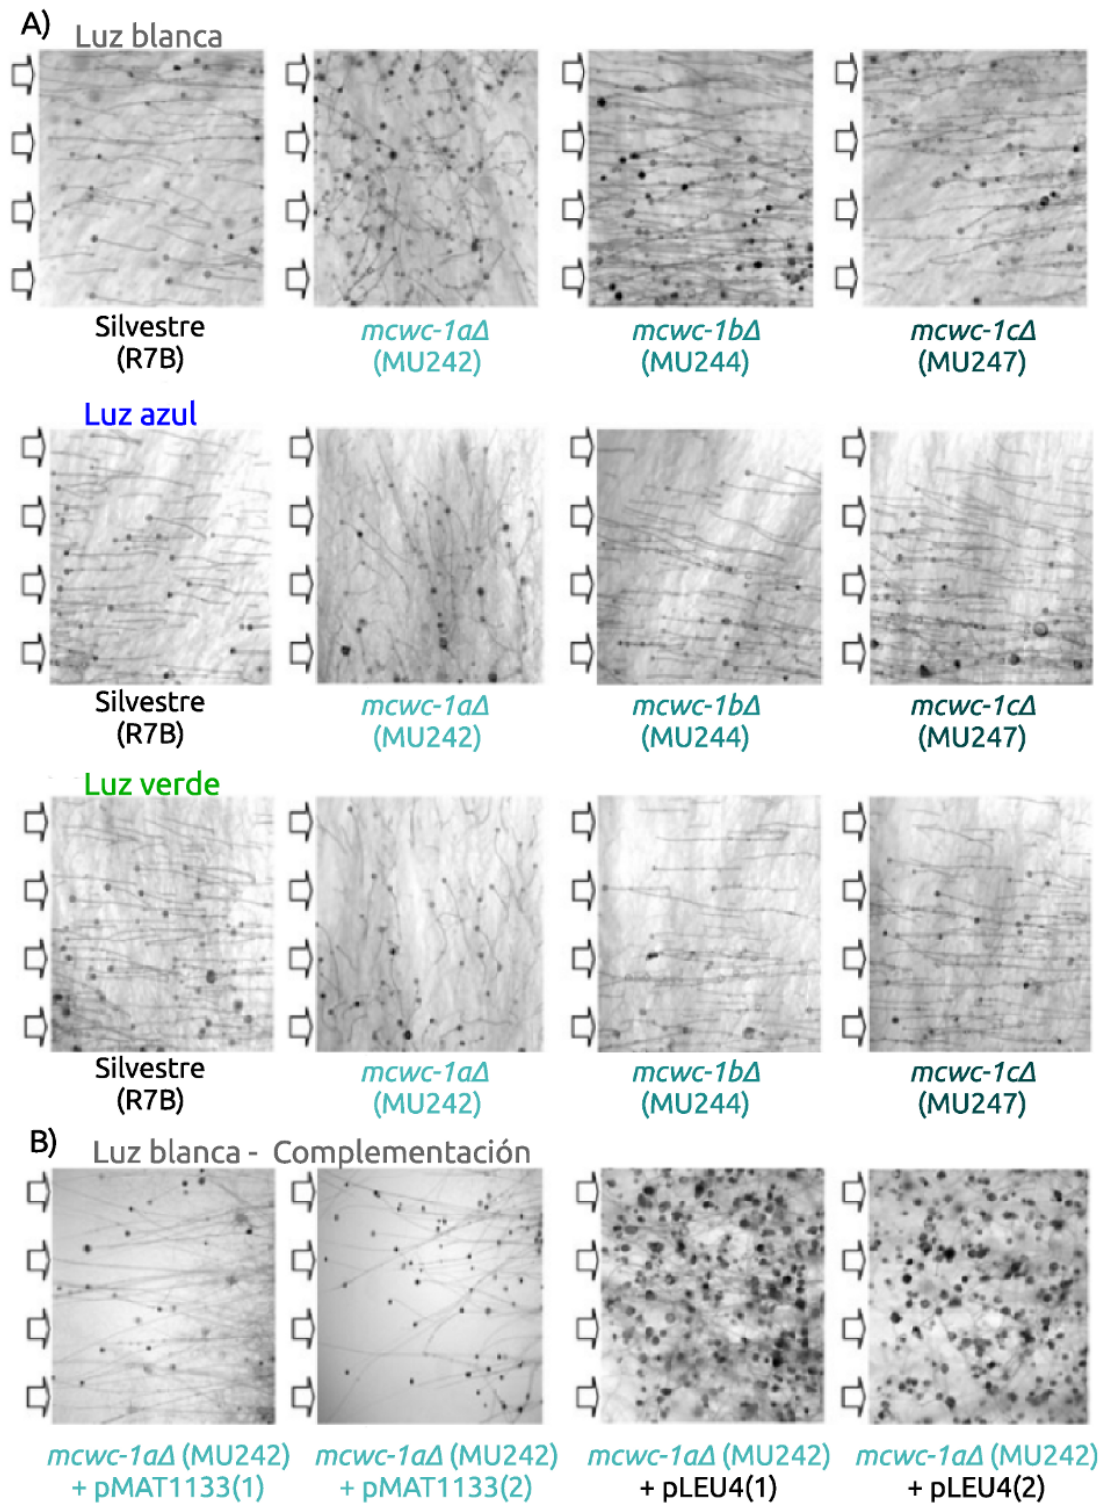 A)
Luz blanca
Silvestre
(R7B)
mcwc-1aΔ
(MU242)
mcwc-1bΔ
(MU244)
mcwc-1cΔ
(MU247)
Luz azul
Silvestre
(R7B)
mcwc-1aΔ
(MU242)
mcwc-1bΔ
(MU244)
mcwc-1cΔ
(MU247)
Luz verde
Silvestre
(R7B)
mcwc-1aΔ
(MU242)
mcwc-1bΔ
(MU244)
mcwc-1cΔ
(MU247)
B)
Luz blanca - Complementación
mcwc-1aΔ (MU242)
+ pMAT1133(1)
mcwc-1aΔ (MU242)
+ pMAT1133(2)
mcwc-1aΔ (MU242)
+ pLEU4(1)
mcwc-1aΔ (MU242)
+ pLEU4(2)